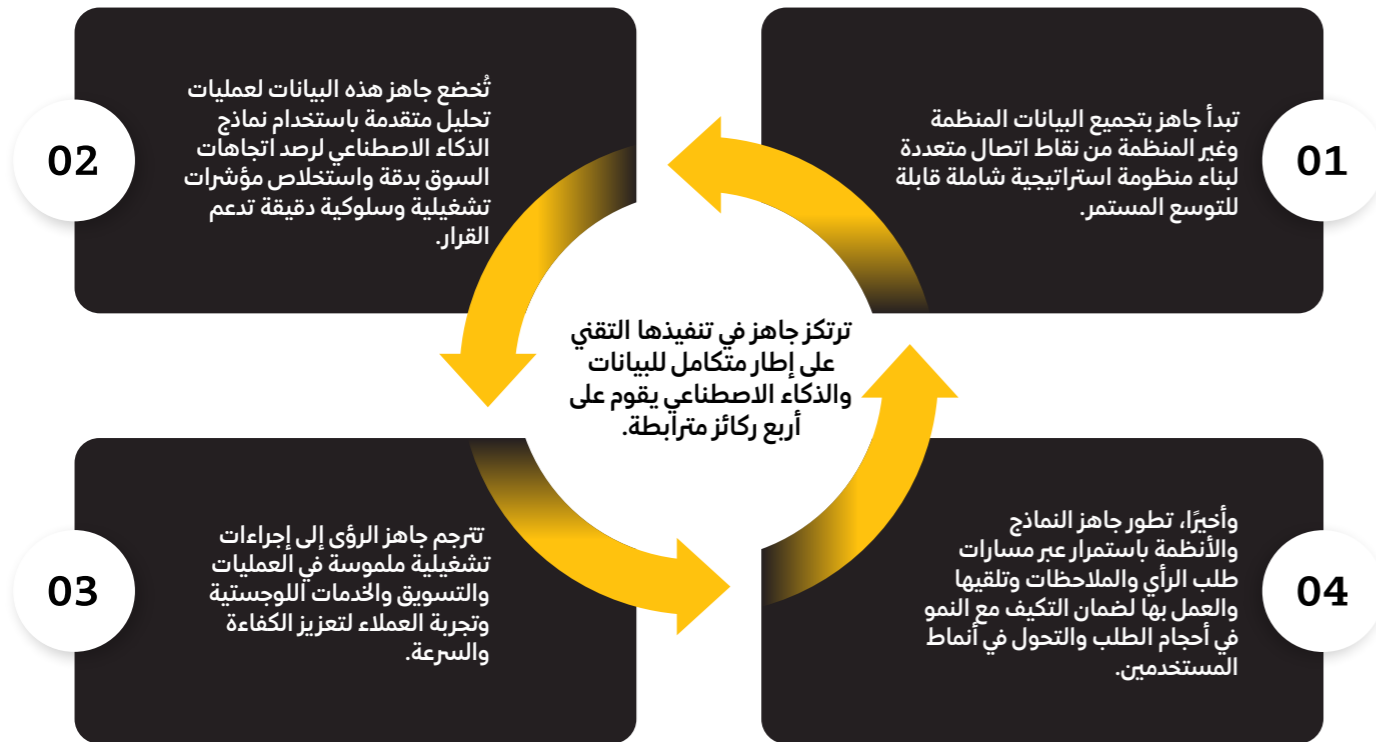 01
تبدأ جاهز بتجميع البيانات المنظمة
وغير المنظمة من نقاط اتصال متعددة
لبناء منظومة استراتيجية شاملة قابلة
للتوسع المستمر.
02
تُخضع جاهز هذه البيانات لعمليات
تحليل متقدمة باستخدام نماذج
الذكاء الاصطناعي لرصد اتجاهات
السوق بدقة واستخلاص مؤشرات
تشغيلية وسلوكية دقيقة تدعم
القرار.
ترتكز جاهز في تنفيذها التقني
على إطار متكامل للبيانات
والذكاء الاصطناعي يقوم على
أربع ركائز مترابطة.
03
تترجم جاهز الرؤى إلى إجراءات
تشغيلية ملموسة في العمليات
والتسويق والخدمات اللوجستية
وتجربة العملاء لتعزيز الكفاءة
والسرعة.
04
وأخيرًا، تطور جاهز النماذج
والأنظمة باستمرار عبر مسارات
طلب الرأي والملاحظات وتلقيها
والعمل بها لضمان التكيف مع النمو
في أحجام الطلب والتحول في أنماط
المستخدمين.